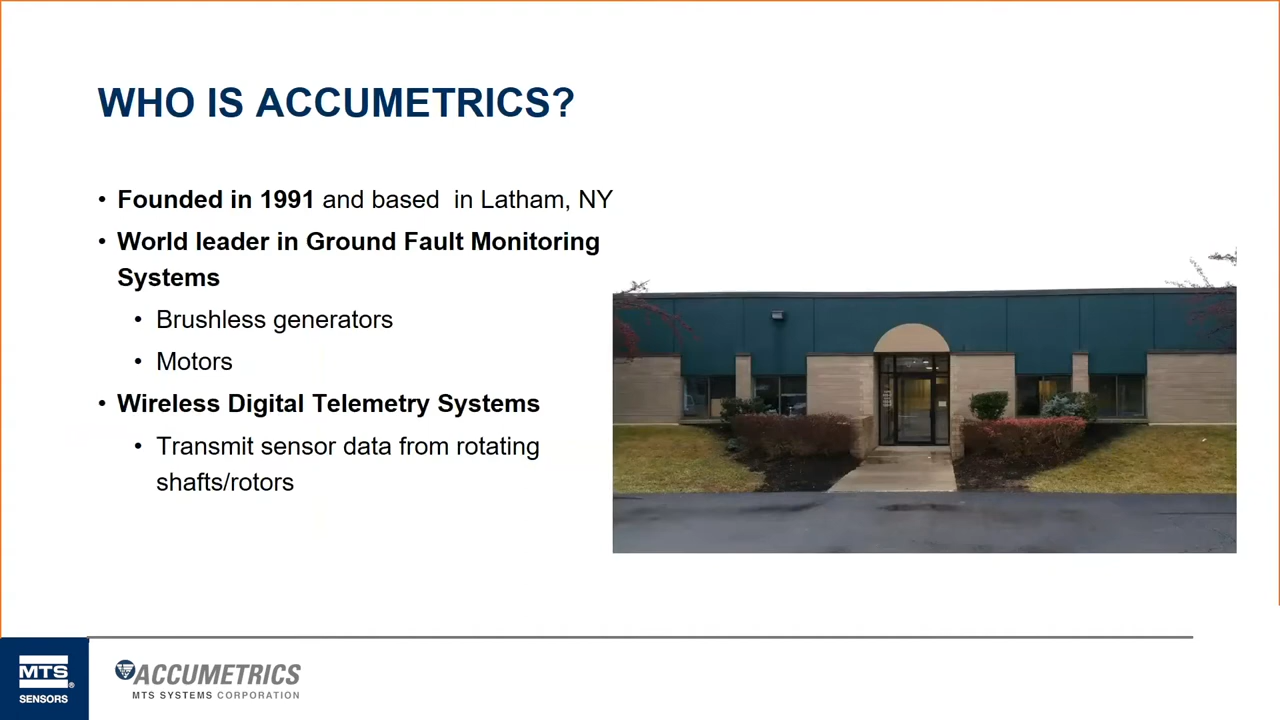 WHO IS ACCUMETRICS?
• Founded in 1991 and based in Latham, NY
• World leader in Ground Fault Monitoring
Systems
• Brushless generators
• Motors
• Wireless Digital Telemetry Systems
• Transmit sensor data from rotating
shafts/rotors
MTS®
SENSORS
ACCUMETRICS
MTS SYSTEMS CORPORATION